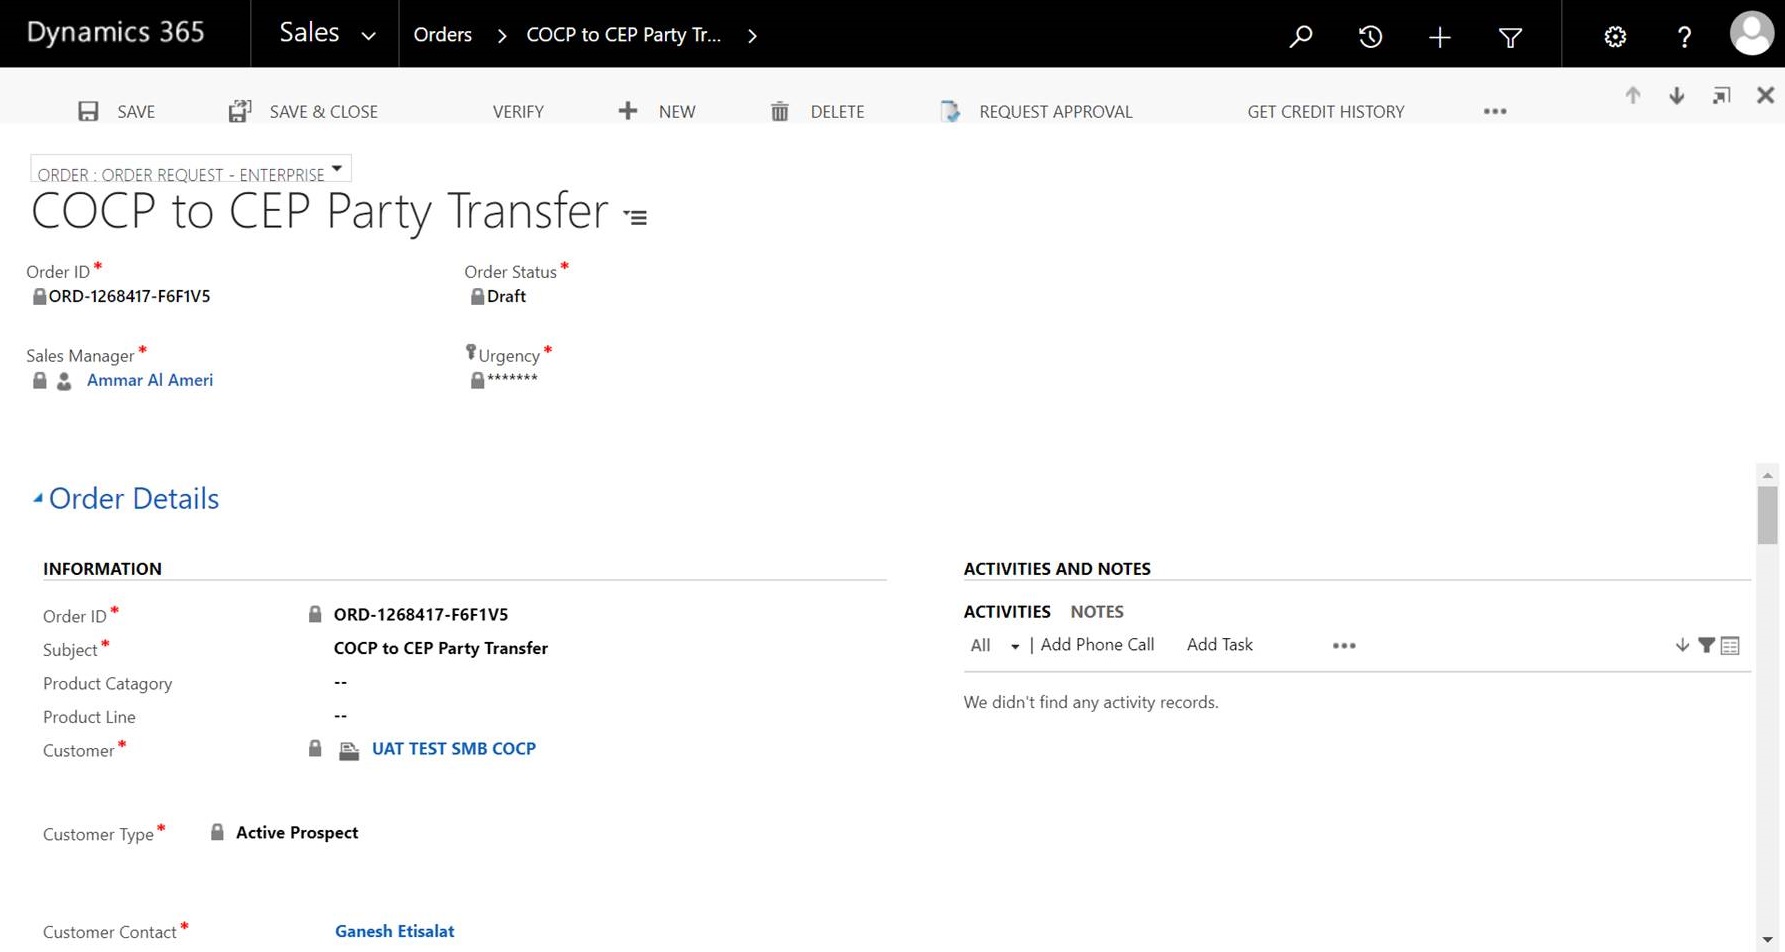 Dynamics 365
Sales
Orders > COCP to CEP Party Tr... >
SAVE
SAVE & CLOSE
VERIFY
NEW
DELETE
REQUEST APPROVAL
GET CREDIT HISTORY
•••
ORDER : ORDER REQUEST - ENTERPRISE
COCP to CEP Party Transfer
Order ID*
ORD-1268417-F6F1V5
Order Status*
Draft
Sales Manager*
Ammar Al Ameri
Urgency*
*******
Order Details
INFORMATION
Order ID* ORD-1268417-F6F1V5
Subject* COCP to CEP Party Transfer
Product Catagory --
Product Line --
Customer* UAT TEST SMB COCP
Customer Type* Active Prospect
Customer Contact* Ganesh Etisalat
ACTIVITIES AND NOTES
ACTIVITIES NOTES
All | Add Phone Call Add Task •••
We didn't find any activity records.